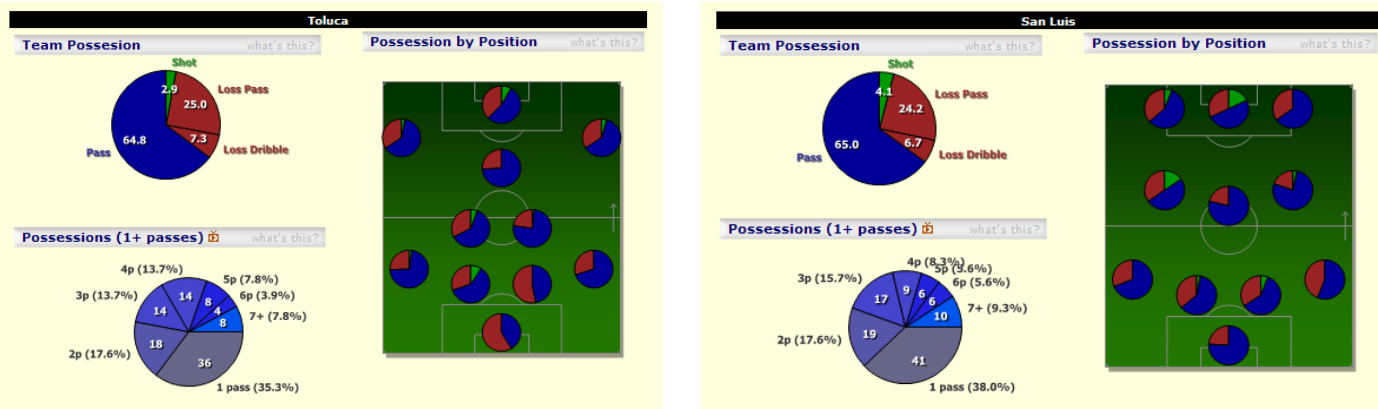 Toluca
Team Possesion what's this?
Possession by Position what's this?
Shot
2.9
25.0
Loss Pass
64.8
7.3
Pass
Loss Dribble
Possessions (1+ passes) what's this?
4p (13.7%)
5p (7.8%)
3p (13.7%)
6p (3.9%)
7+ (7.8%)
14
8
14
4
8
18
2p (17.6%)
36
1 pass (35.3%)
San Luis
Team Possession what's this?
Possession by Position what's this?
Shot
4.1
Loss Pass
24.2
65.0
6.7
Pass
Loss Dribble
Possessions (1+ passes) what's this?
4p (8.3%)
5p (5.6%)
3p (15.7%)
6p (5.6%)
9
6
17
6
7+ (9.3%)
10
19
2p (17.6%)
41
1 pass (38.0%)